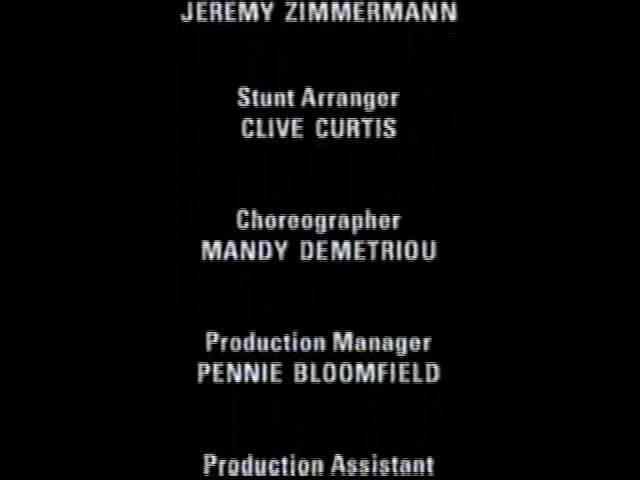 JEREMY ZIMMERMANN
Stunt Arranger
CLIVE CURTIS
Choreographer
MANDY DEMETRIOU
Production Manager
PENNIE BLOOMFIELD
Production Assistant